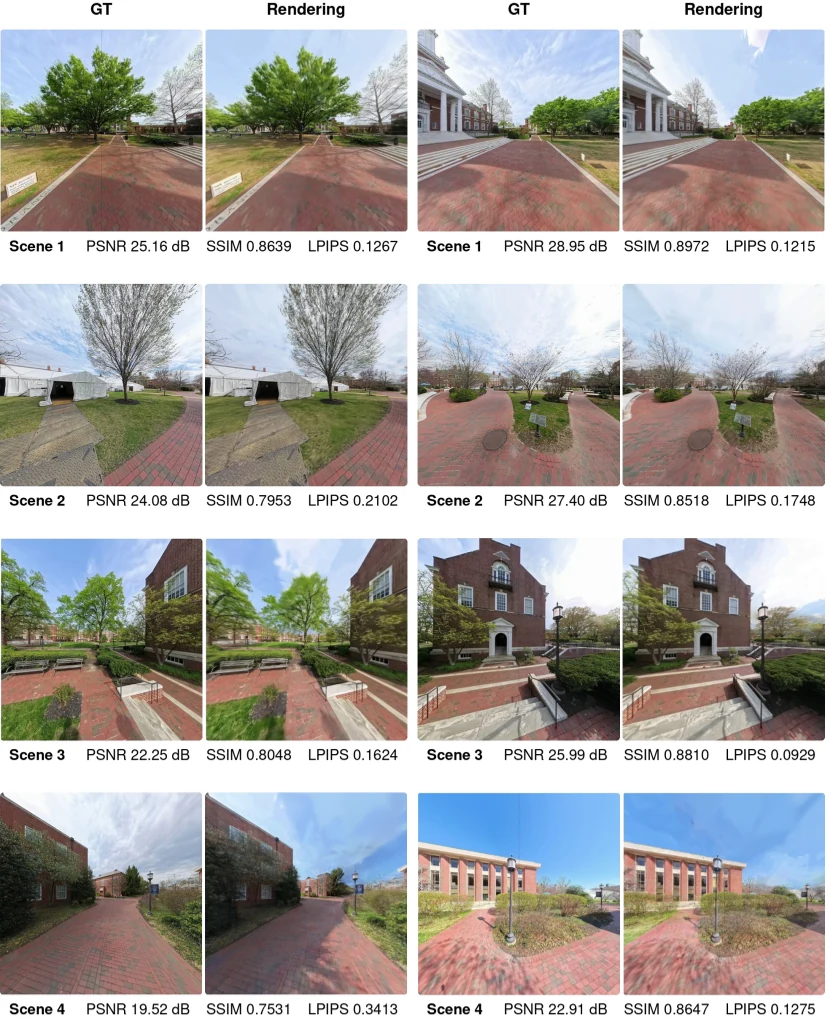 GT Rendering GT Rendering
Scene 1 PSNR 25.16 dB SSIM 0.8639 LPIPS 0.1267 Scene 1 PSNR 28.95 dB SSIM 0.8972 LPIPS 0.1215
Scene 2 PSNR 24.08 dB SSIM 0.7953 LPIPS 0.2102 Scene 2 PSNR 27.40 dB SSIM 0.8518 LPIPS 0.1748
Scene 3 PSNR 22.25 dB SSIM 0.8048 LPIPS 0.1624 Scene 3 PSNR 25.99 dB SSIM 0.8810 LPIPS 0.0929
Scene 4 PSNR 19.52 dB SSIM 0.7531 LPIPS 0.3413 Scene 4 PSNR 22.91 dB SSIM 0.8647 LPIPS 0.1275